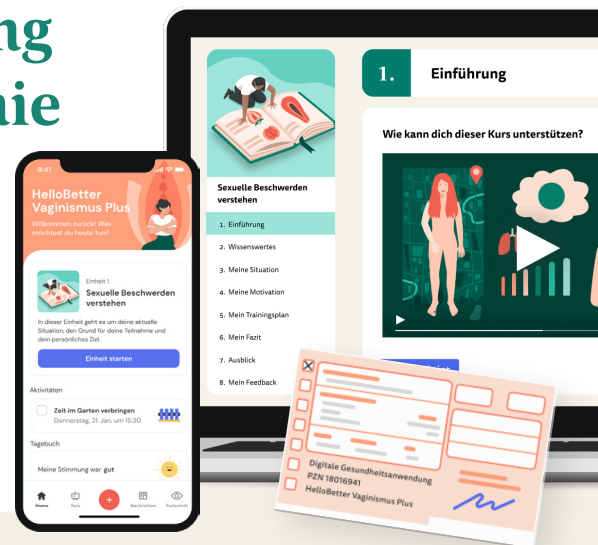 ng
nie
9:41
HelloBetter
Vaginismus Plus
Willkommen zurück! Was
möchtest du heute tun?
Einheit 1
Sexuelle Beschwerden
verstehen
In dieser Einheit geht es um deine aktuelle
Situation, den Grund für deine Teilnahme und
dein persönliches Ziel.
Einheit starten
Aktivitäten
Zeit im Garten verbringen
Donnerstag, 21. Jan. um 15:30
Tagebuch
Meine Stimmung war gut
Home
Kurs
Nachrichten
Fortschritt
Sexuelle Beschwerden
verstehen
1. Einführung
2. Wissenswertes
3. Meine Situation
4. Meine Motivation
5. Mein Trainingsplan
6. Mein Fazit
7. Ausblick
8. Mein Feedback
1. Einführung
Wie kann dich dieser Kurs unterstützen?
Digitale Gesundheitsanwendung
PZN 18016941
HelloBetter Vaginismus Plus